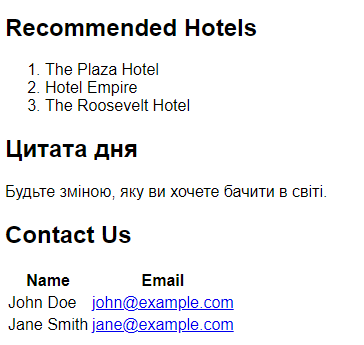 Recommended Hotels
1. The Plaza Hotel
2. Hotel Empire
3. The Roosevelt Hotel
Цитата дня
Будьте зміною, яку ви хочете бачити в світі.
Contact Us
Name Email
John Doe john@example.com
Jane Smith jane@example.com